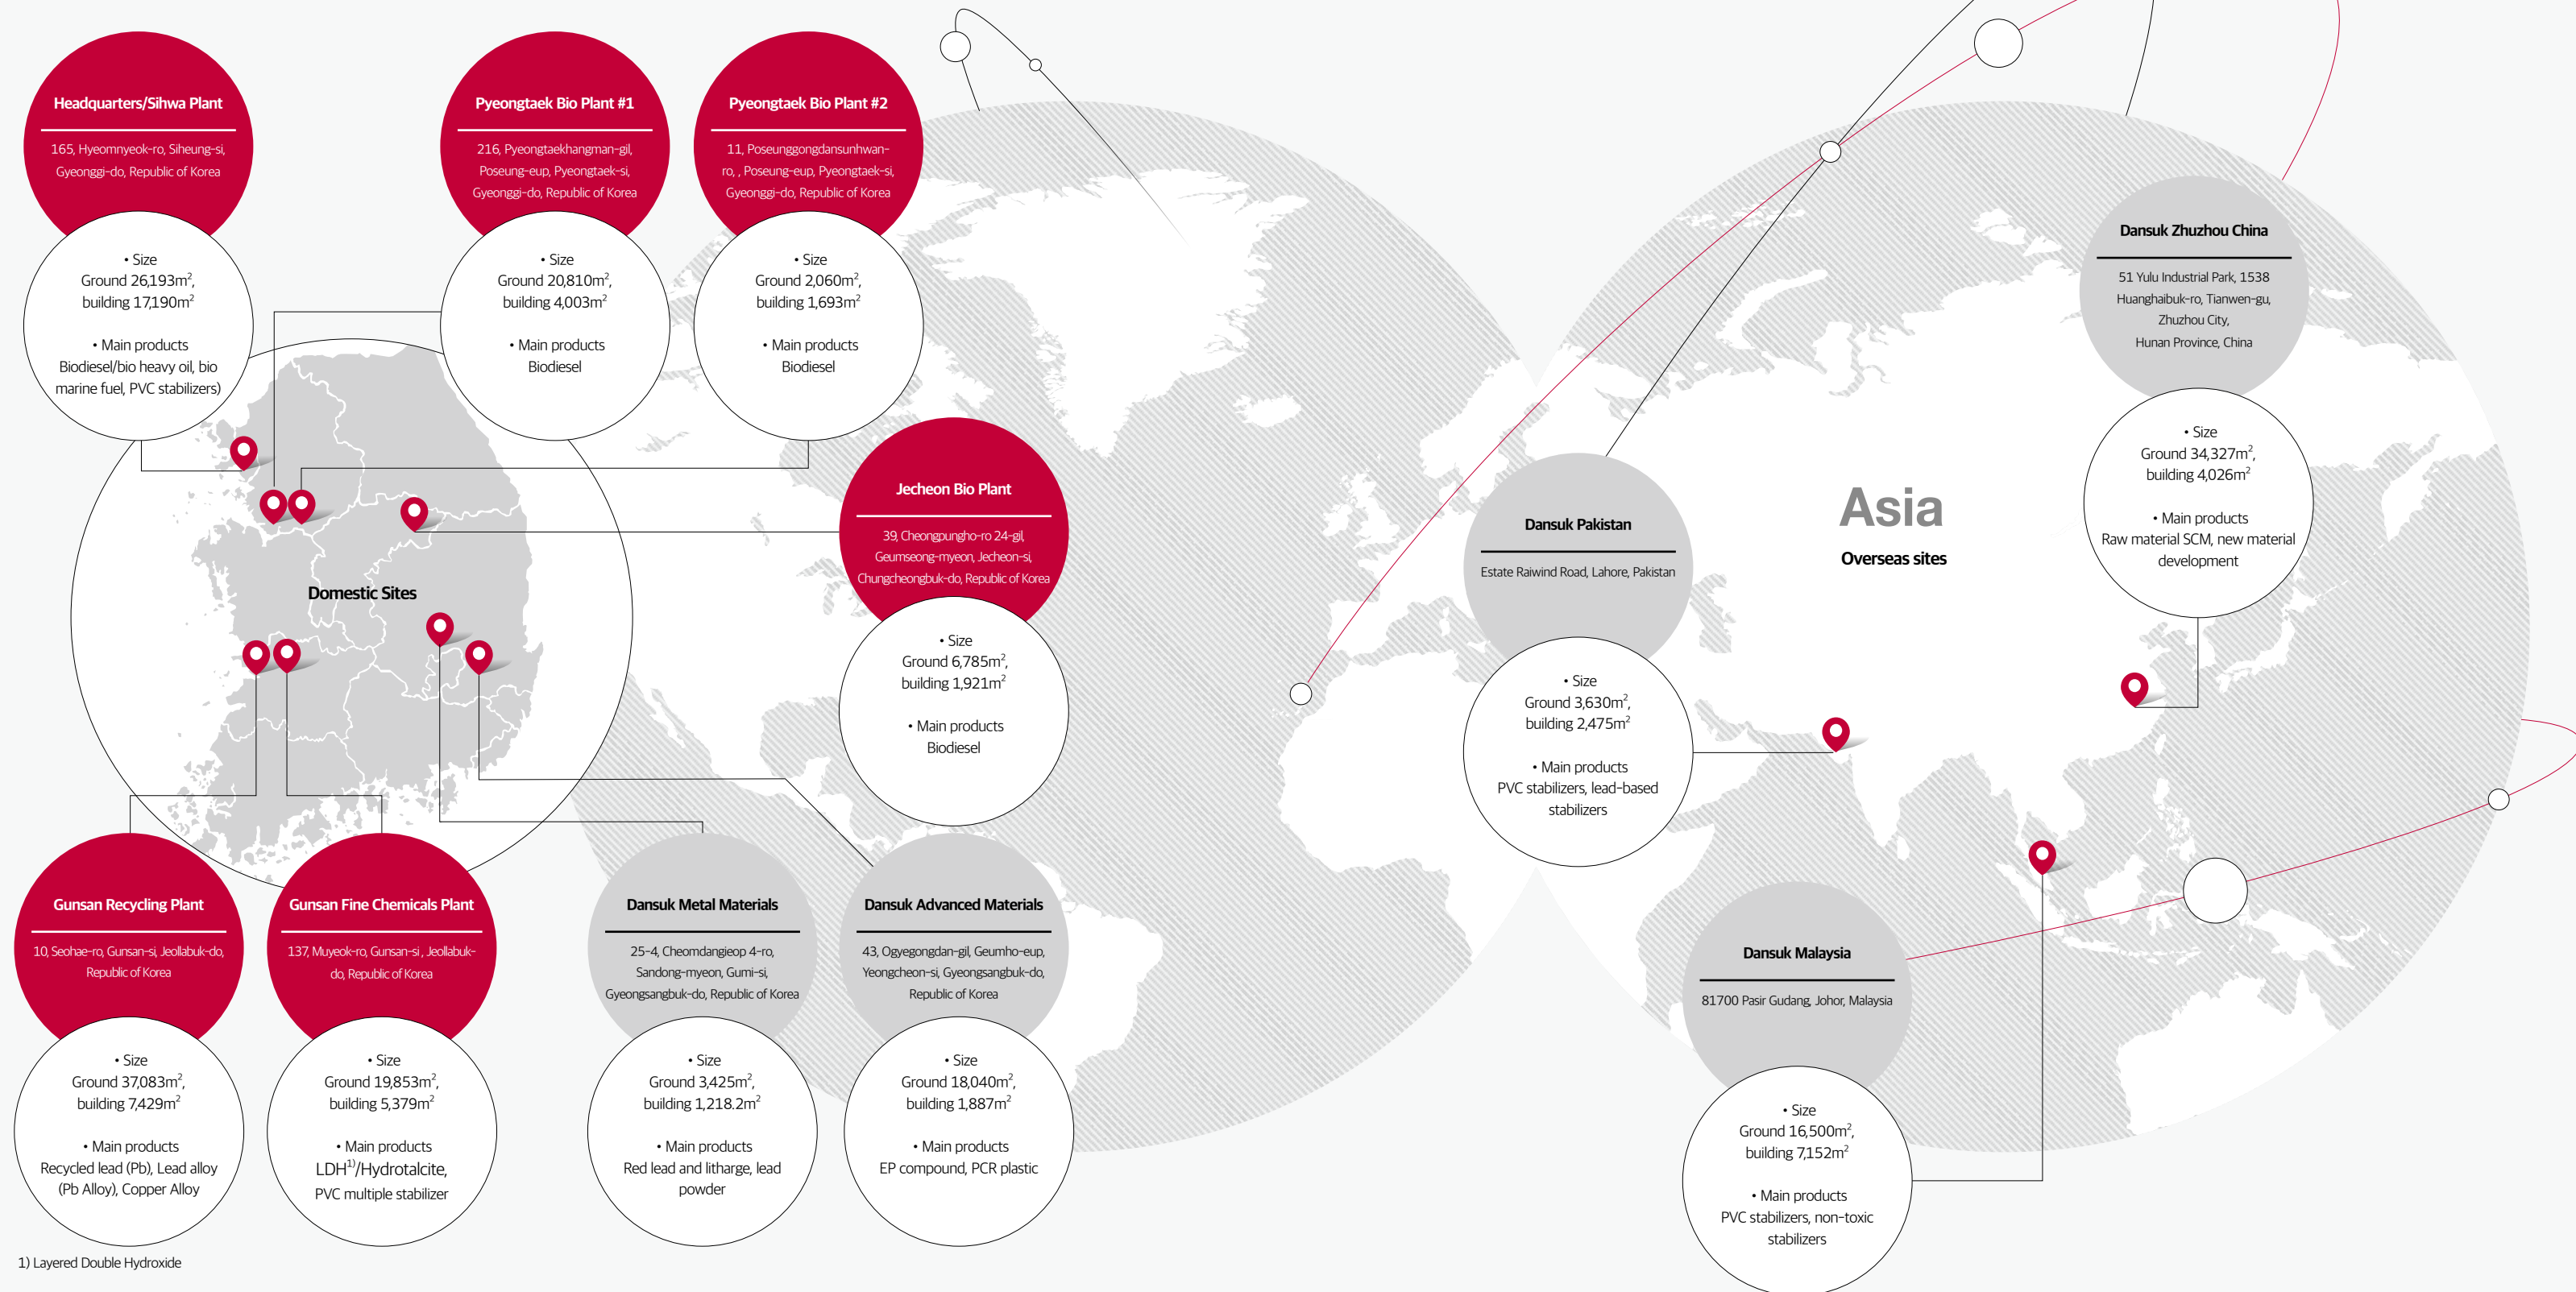 Headquarters/Sihwa Plant
165, Hyeomnyeok-ro, Siheung-si,
Gyeonggi-do, Republic of Korea
• Size
Ground 26,193m²,
building 17,190m²
• Main products
Biodiesel/bio heavy oil, bio
marine fuel, PVC stabilizers)
Pyeongtaek Bio Plant #1
216, Pyeongtaekhangman-gil,
Poseung-eup, Pyeongtaek-si,
Gyeonggi-do, Republic of Korea
• Size
Ground 20,810m²,
building 4,003m²
• Main products
Biodiesel
Pyeongtaek Bio Plant #2
11, Poseunggongdansunhwan-
ro, , Poseung-eup, Pyeongtaek-si,
Gyeonggi-do, Republic of Korea
• Size
Ground 2,060m²,
building 1,693m²
• Main products
Biodiesel
Jecheon Bio Plant
39, Cheongpungho-ro 24-gil,
Geumseong-myeon, Jecheon-si,
Chungcheongbuk-do, Republic of Korea
• Size
Ground 6,785m²,
building 1,921m²
• Main products
Biodiesel
Domestic Sites
Gunsan Recycling Plant
10, Seohae-ro, Gunsan-si, Jeollabuk-do,
Republic of Korea
• Size
Ground 37,083m²,
building 7,429m²
• Main products
Recycled lead (Pb), Lead alloy
(Pb Alloy), Copper Alloy
Gunsan Fine Chemicals Plant
137, Muyeok-ro, Gunsan-si , Jeollabuk-
do, Republic of Korea
• Size
Ground 19,853m²,
building 5,379m²
• Main products
LDH¹⁾/Hydrotalcite,
PVC multiple stabilizer
Dansuk Metal Materials
25-4, Cheomdangieop 4-ro,
Sandong-myeon, Gumi-si,
Gyeongsangbuk-do, Republic of Korea
• Size
Ground 3,425m²,
building 1,218.2m²
• Main products
Red lead and litharge, lead
powder
Dansuk Advanced Materials
43, Ogyegongdan-gil, Geumho-eup,
Yeongcheon-si, Gyeongsangbuk-do,
Republic of Korea
• Size
Ground 18,040m²,
building 1,887m²
• Main products
EP compound, PCR plastic
1) Layered Double Hydroxide
Asia
Overseas sites
Dansuk Pakistan
Estate Raiwind Road, Lahore, Pakistan
• Size
Ground 3,630m²,
building 2,475m²
• Main products
PVC stabilizers, lead-based
stabilizers
Dansuk Zhuzhou China
51 Yulu Industrial Park, 1538
Huanghaibuk-ro, Tianwen-gu,
Zhuzhou City,
Hunan Province, China
• Size
Ground 34,327m²,
building 4,026m²
• Main products
Raw material SCM, new material
development
Dansuk Malaysia
81700 Pasir Gudang, Johor, Malaysia
• Size
Ground 16,500m²,
building 7,152m²
• Main products
PVC stabilizers, non-toxic
stabilizers